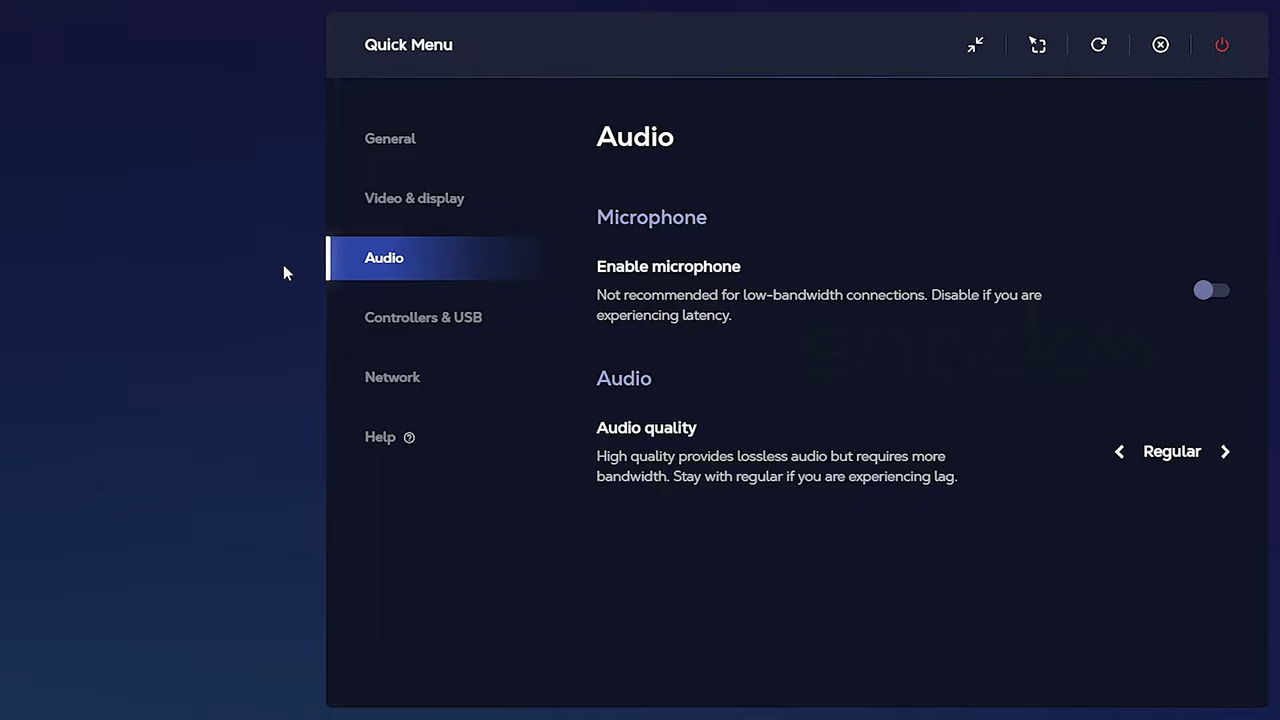 Quick Menu
General
Video & display
Audio
Controllers & USB
Network
Help
Audio
Microphone
Enable microphone
Not recommended for low-bandwidth connections. Disable if you are
experiencing latency.
Audio
Audio quality
High quality provides lossless audio but requires more
bandwidth. Stay with regular if you are experiencing lag.
Regular
shadow